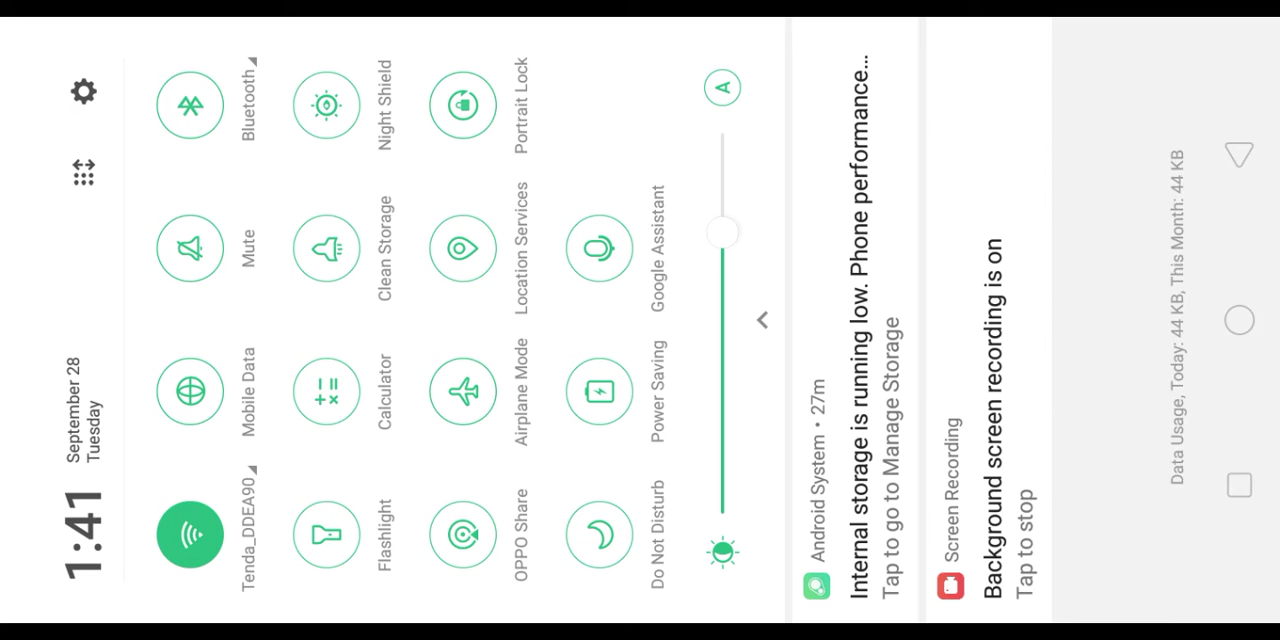 1:41
September 28
Tuesday
Tenda_DDEA90
Mobile Data
Mute
Bluetooth
Flashlight
Calculator
Clean Storage
Night Shield
OPPO Share
Airplane Mode
Location Services
Portrait Lock
Do Not Disturb
Power Saving
Google Assistant
A
Android System • 27m
Internal storage is running low. Phone performance...
Tap to go to Manage Storage
Screen Recording
Background screen recording is on
Tap to stop
Data Usage, Today: 44 KB, This Month: 44 KB